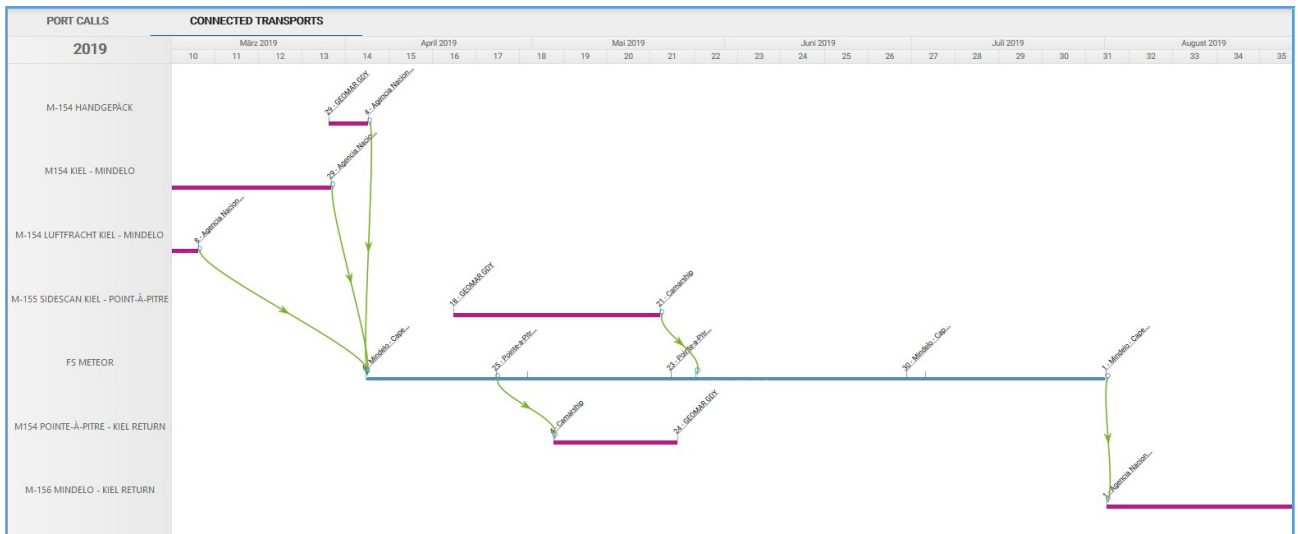 PORT CALLS CONNECTED TRANSPORTS
2019
März 2019 April 2019 Mai 2019 Juni 2019 Juli 2019 August 2019
10 11 12 13 14 15 16 17 18 19 20 21 22 23 24 25 26 27 28 29 30 31 32 33 34 35
M-154 HANDGEPÄCK
29 - GEOMAR GDY
4 - Agencia Nacion...
M154 KIEL - MINDELO
29 - Agencia Nacio...
M-154 LUFTFRACHT KIEL - MINDELO
8 - Agencia Nacion...
M-155 SIDESCAN KIEL - POINT-À-PITRE
18 - GEOMAR GDY
21 - Camarship
FS METEOR
Mindelo - Cape...
25 - Pointe-a-Pitr...
23 - Pointe-a-Pitr...
30 - Mindelo - Cap...
1 - Mindelo - Cape...
M154 POINTE-À-PITRE - KIEL RETURN
4 - Camarship
24 - GEOMAR GDY
M-156 MINDELO - KIEL RETURN
1 - Agencia Nacion...